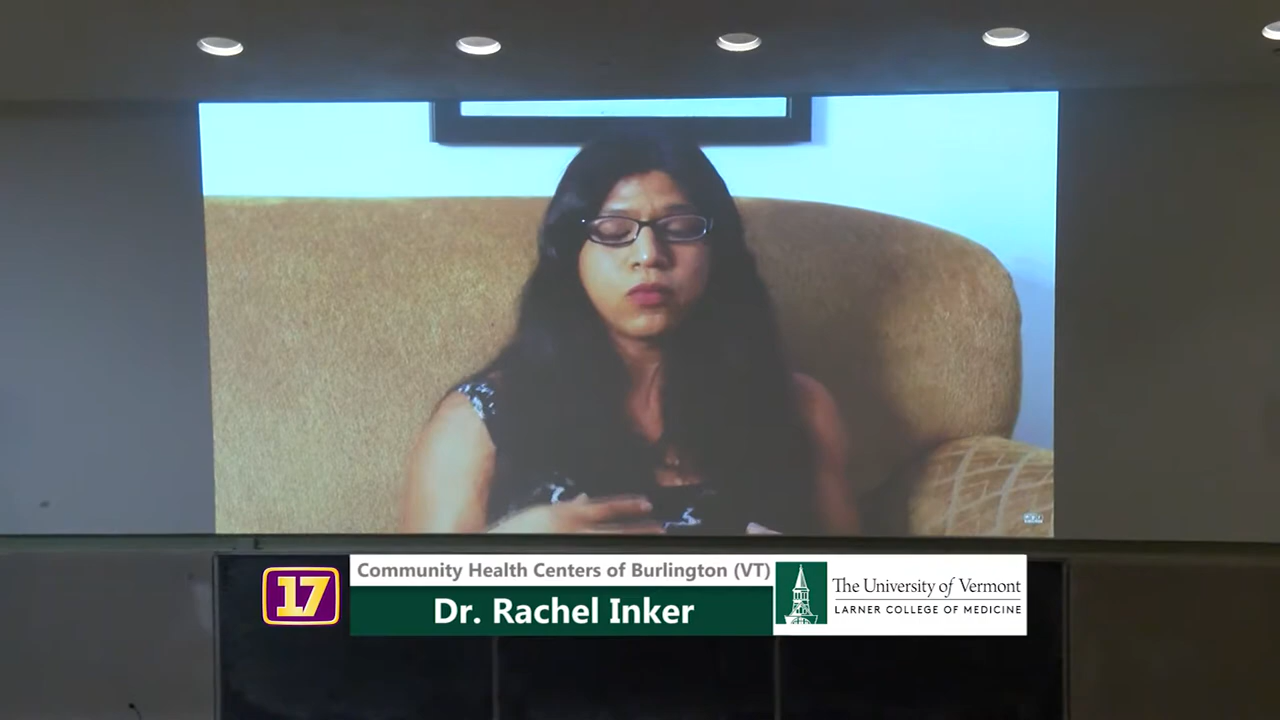 17
Community Health Centers of Burlington (VT)
Dr. Rachel Inker
The University of Vermont
LARNER COLLEGE OF MEDICINE